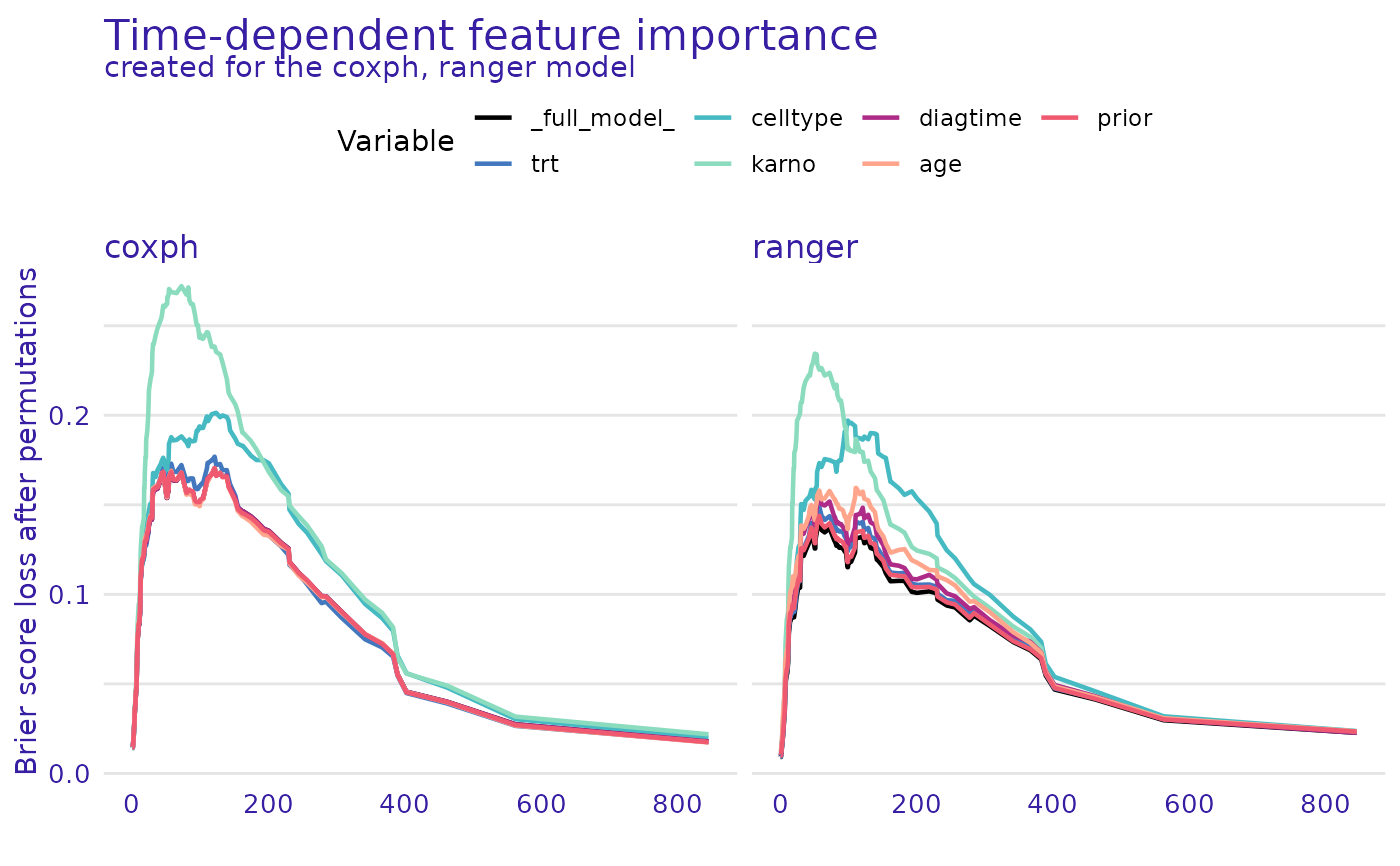 Time-dependent feature importance
created for the coxph, ranger model
Variable
_full_model_ celltype diagtime prior
trt karno age
coxph ranger
Brier score loss after permutations
0.2
0.1
0.0
0 200 400 600 800 0 200 400 600 800